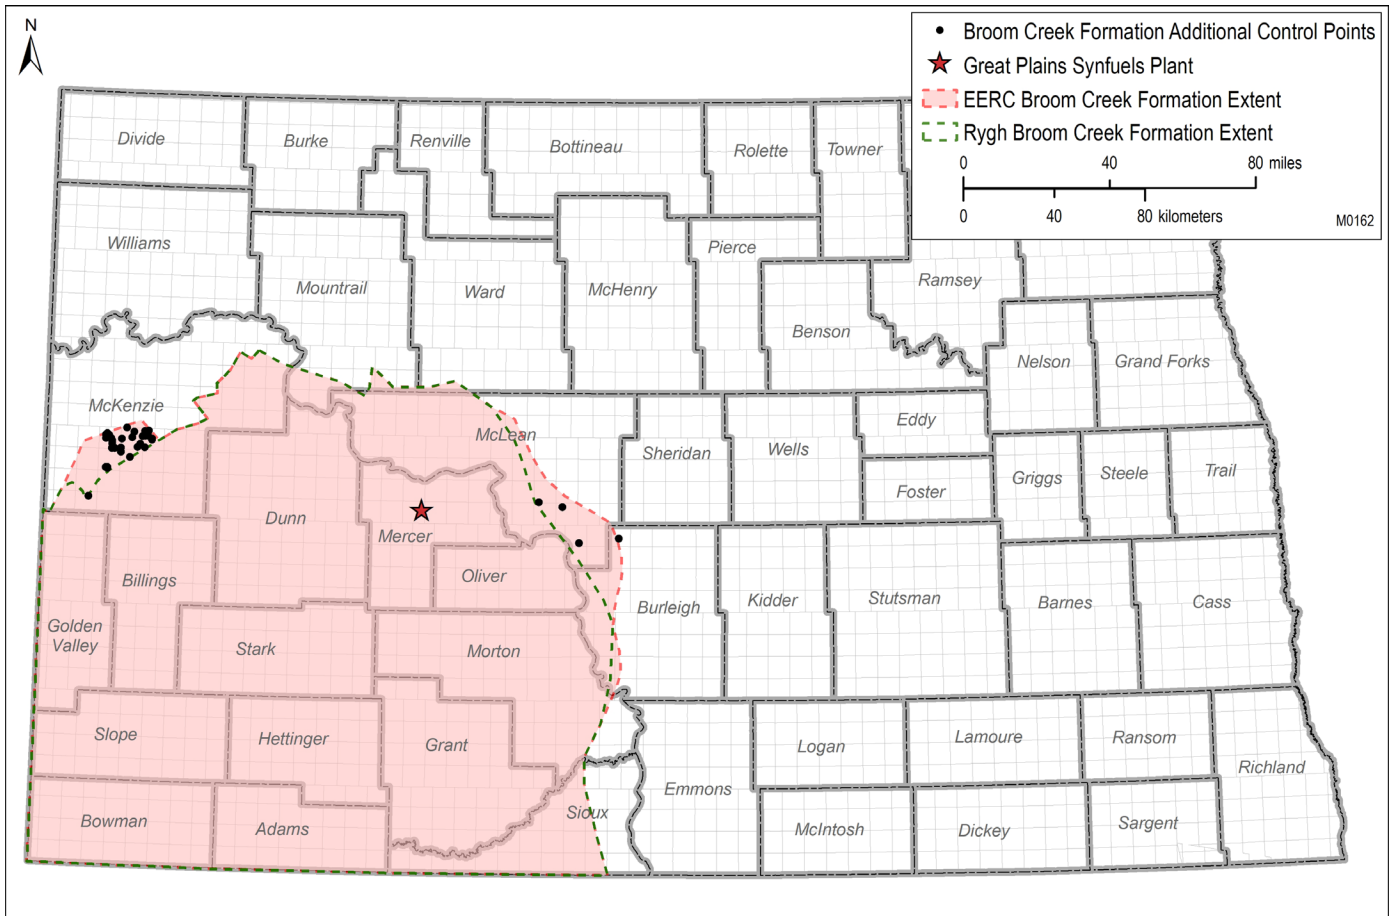 N
Broom Creek Formation Additional Control Points
Great Plains Synfuels Plant
EERC Broom Creek Formation Extent
Rygh Broom Creek Formation Extent
0 40 80 miles
0 40 80 kilometers
M0162
Divide
Burke
Renville
Bottineau
Rolette
Towner
Williams
Mountrail
Ward
McHenry
Pierce
Benson
Ramsey
Nelson
Grand Forks
McKenzie
McLean
Sheridan
Wells
Eddy
Foster
Griggs
Steele
Trail
Dunn
Mercer
Oliver
Billings
Golden
Valley
Stark
Morton
Burleigh
Kidder
Stutsman
Barnes
Cass
Slope
Hettinger
Grant
Sioux
Emmons
Logan
Lamoure
Ransom
Richland
Bowman
Adams
McIntosh
Dickey
Sargent